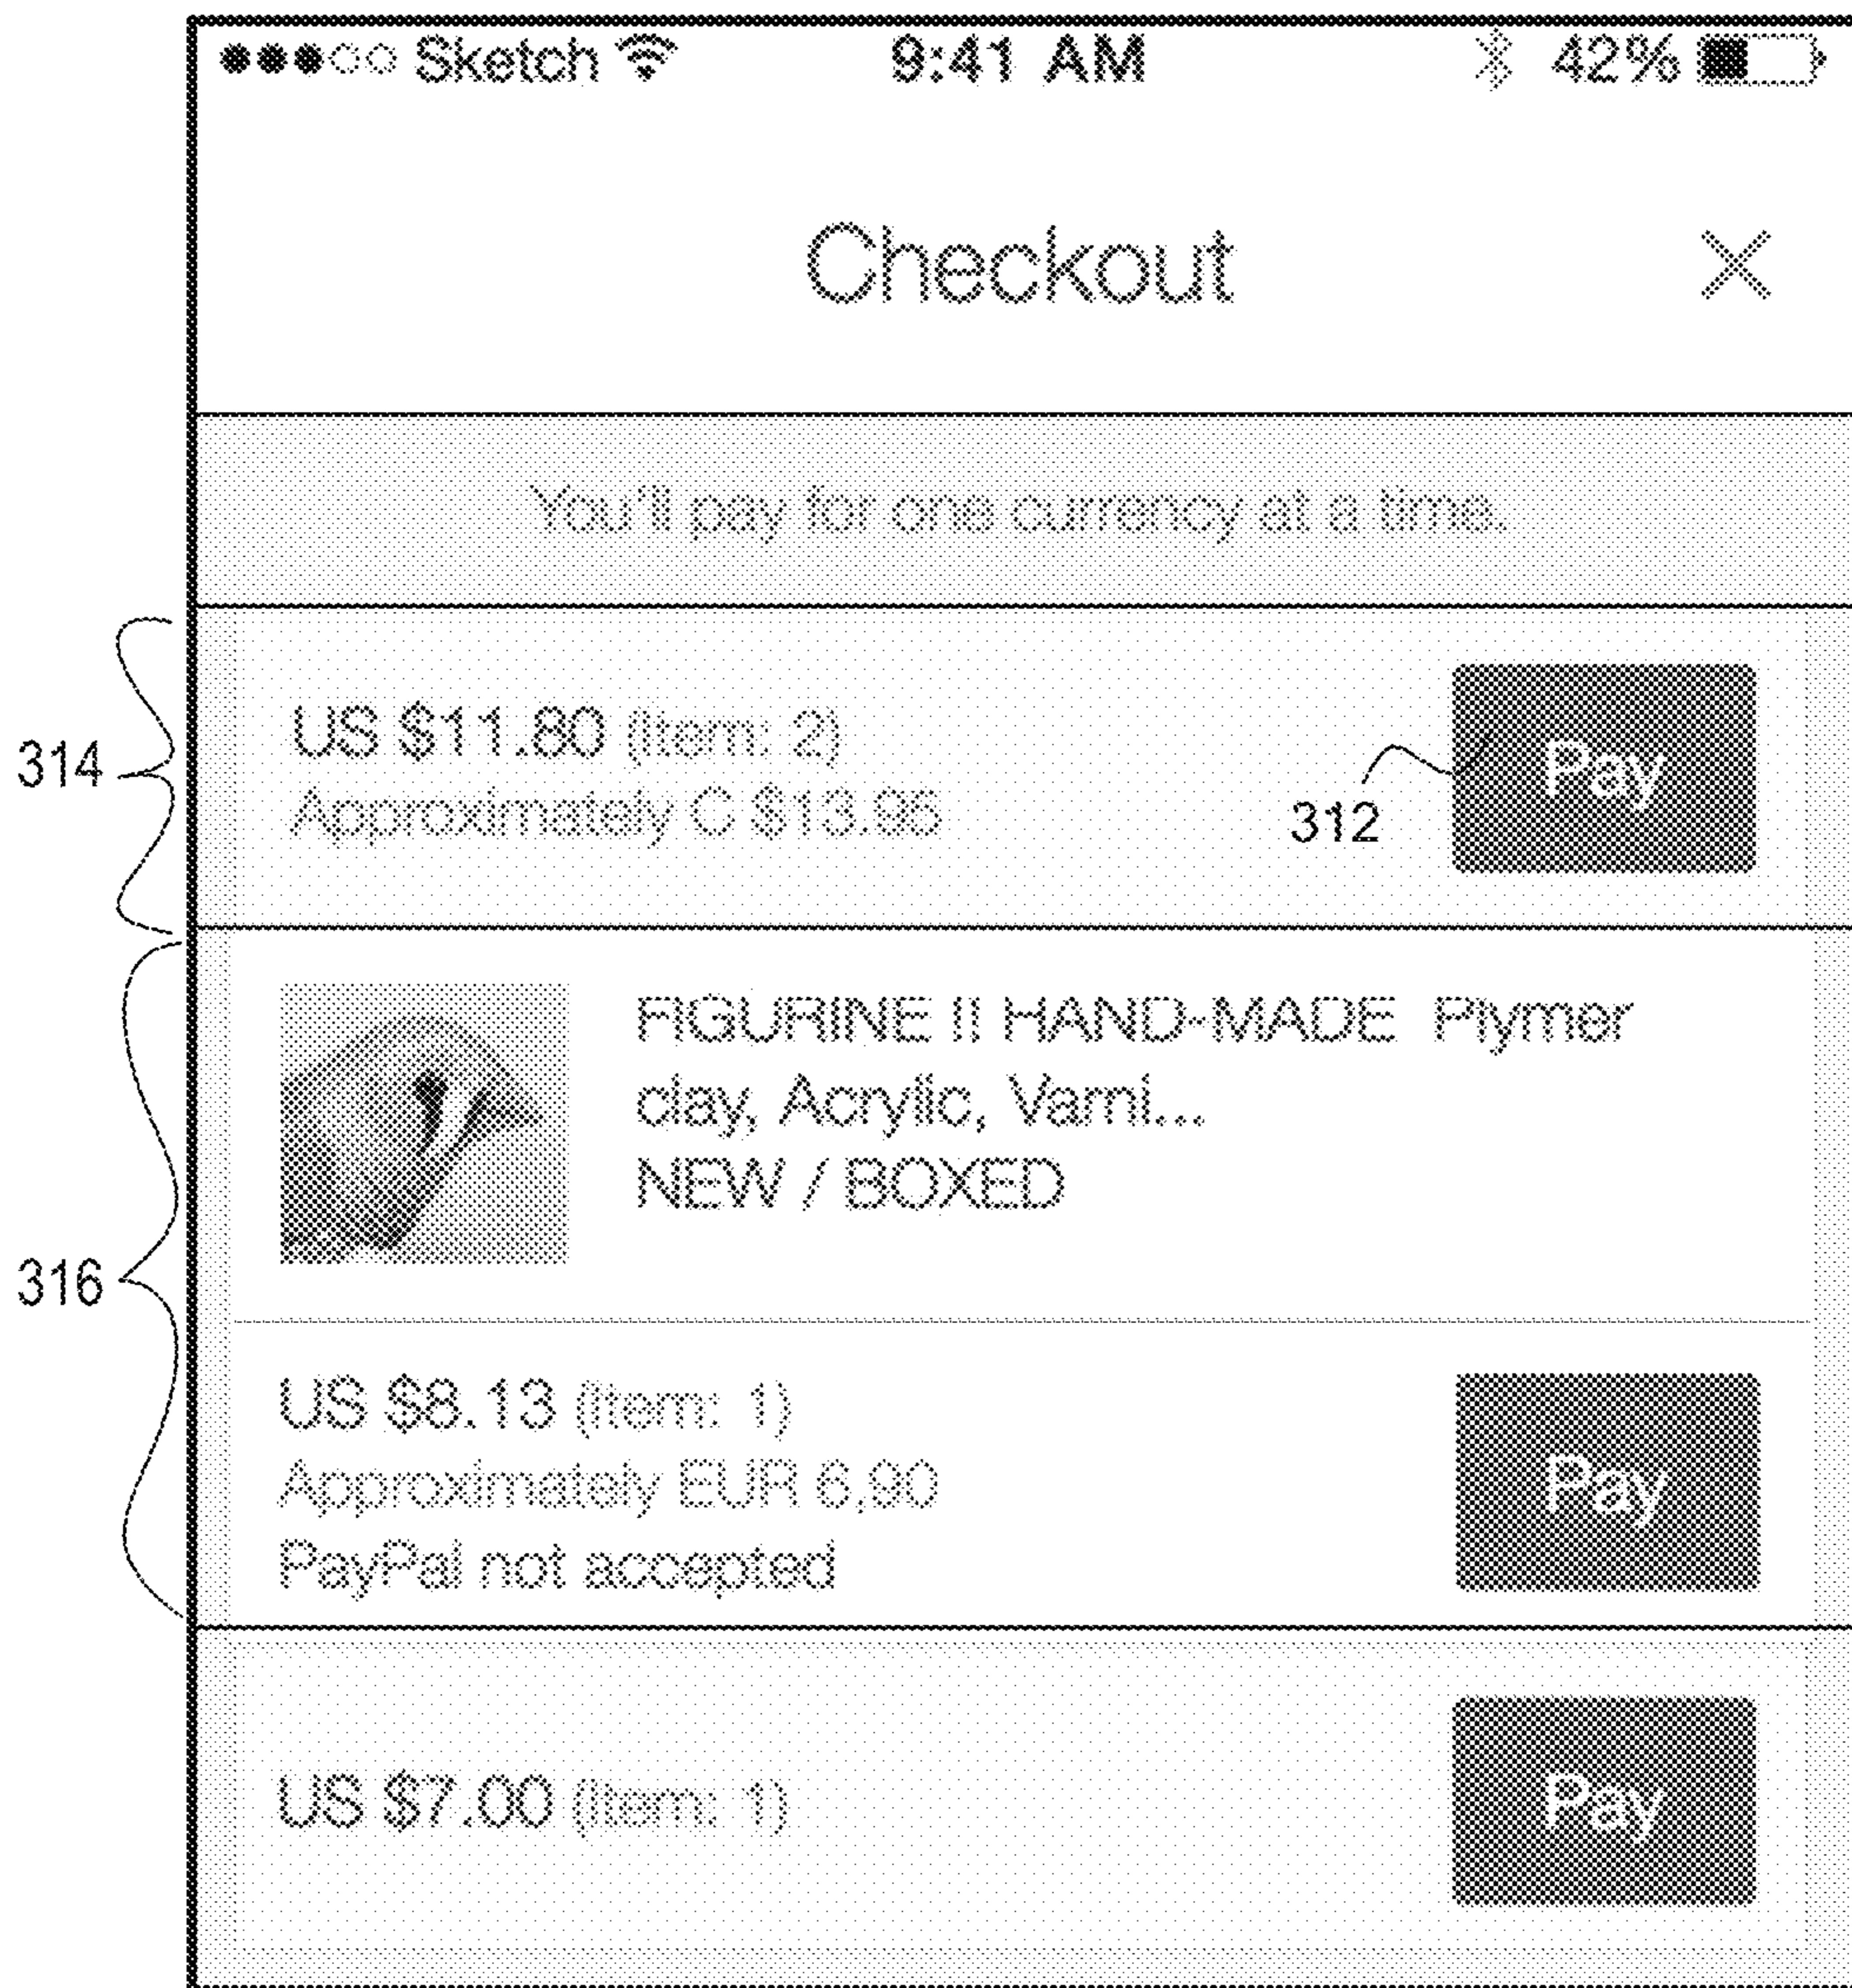 Sketch 9:41 AM 42%
Checkout
You'll pay for one currency at a time.
314
US $11.80 (Item: 2)
Approximately C $13.95
312
Pay
316
FIGURINE !! HAND-MADE Plymer
clay, Acrylic, Varni...
NEW / BOXED
US $8.13 (Item: 1)
Approximately EUR 6,90
PayPal not accepted
Pay
US $7.00 (Item: 1)
Pay